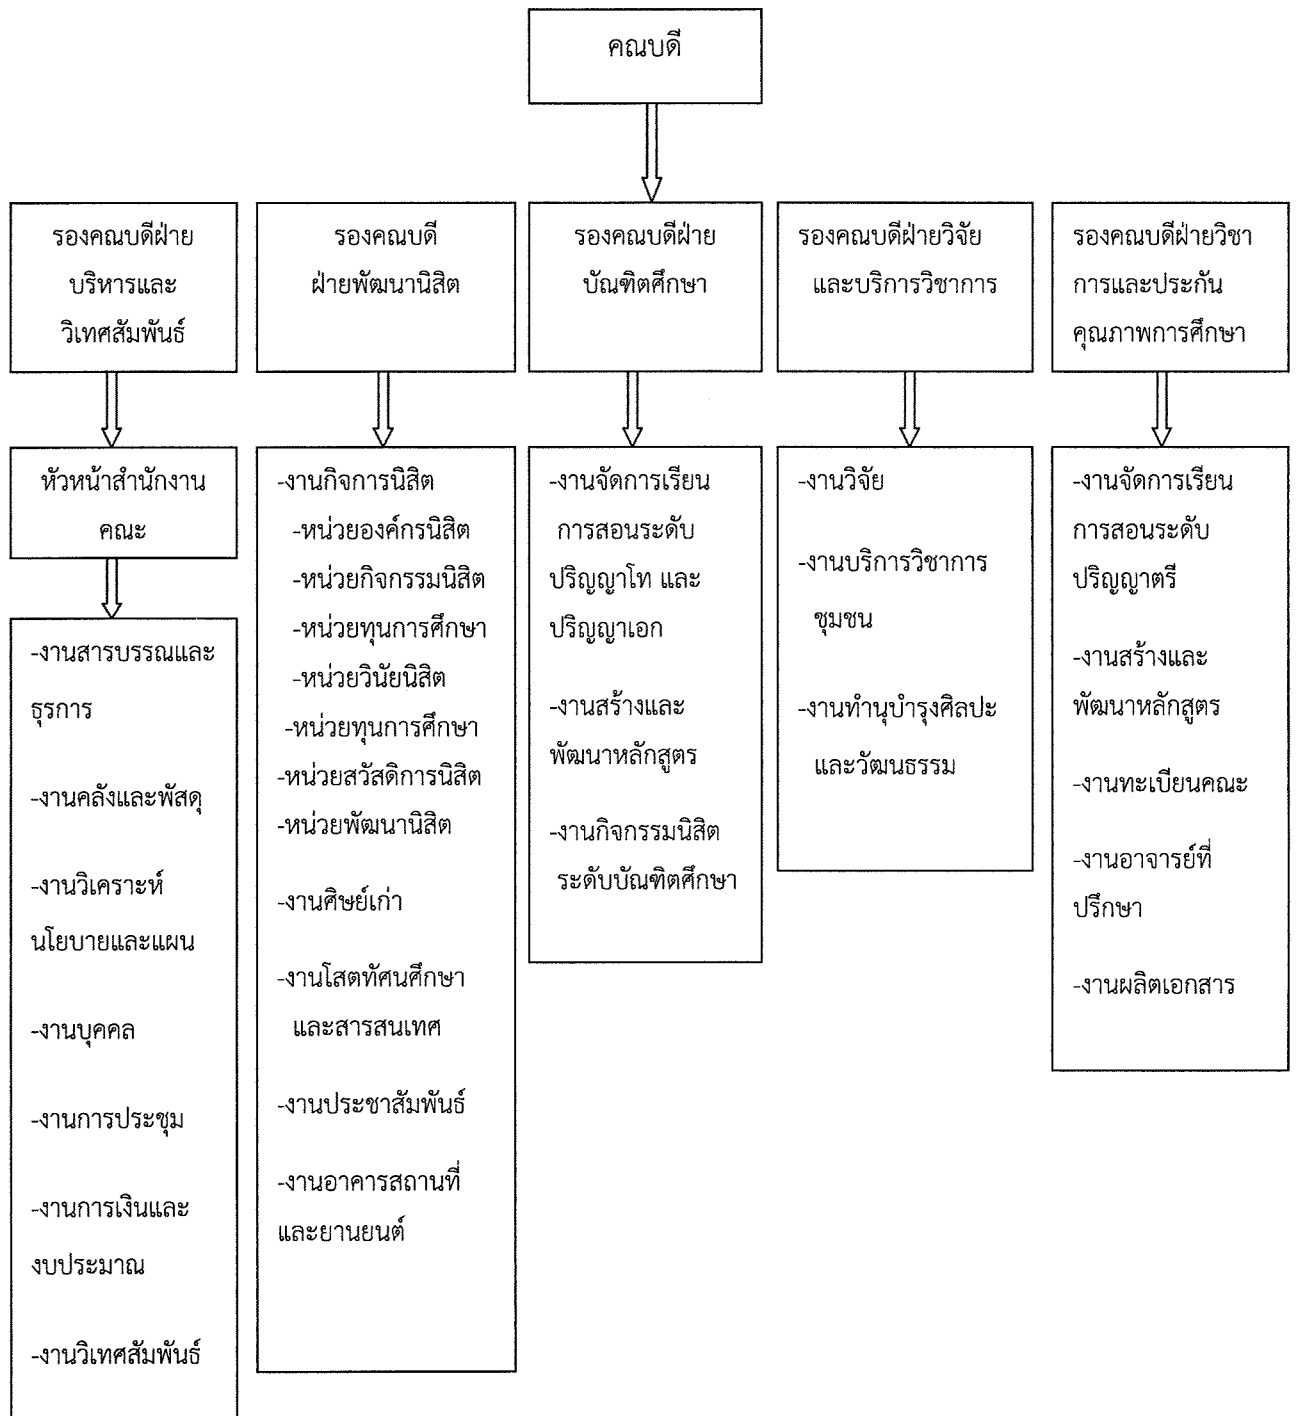 คณบดี
รองคณบดีฝ่าย
บริหารและ
วิเทศสัมพันธ์
รองคณบดี
ฝ่ายพัฒนานิสิต
รองคณบดีฝ่าย
บัณฑิตศึกษา
รองคณบดีฝ่ายวิจัย
และบริการวิชาการ
รองคณบดีฝ่ายวิชา
การและประกัน
คุณภาพการศึกษา
หัวหน้าสำนักงาน
คณะ
-งานสารบรรณและ
ธุรการ
-งานคลังและพัสดุ
-งานวิเคราะห์
นโยบายและแผน
-งานบุคคล
-งานการประชุม
-งานการเงินและ
งบประมาณ
-งานวิเทศสัมพันธ์
-งานกิจการนิสิต
-หน่วยองค์กรนิสิต
-หน่วยกิจกรรมนิสิต
-หน่วยทุนการศึกษา
-หน่วยวินัยนิสิต
-หน่วยทุนการศึกษา
-หน่วยสวัสดิการนิสิต
-หน่วยพัฒนานิสิต
-งานศิษย์เก่า
-งานโสตทัศนศึกษา
และสารสนเทศ
-งานประชาสัมพันธ์
-งานอาคารสถานที่
และยานยนต์
-งานจัดการเรียน
การสอนระดับ
ปริญญาโท และ
ปริญญาเอก
-งานสร้างและ
พัฒนาหลักสูตร
-งานกิจกรรมนิสิต
ระดับบัณฑิตศึกษา
-งานวิจัย
-งานบริการวิชาการ
ชุมชน
-งานทำนุบำรุงศิลปะ
และวัฒนธรรม
-งานจัดการเรียน
การสอนระดับ
ปริญญาตรี
-งานสร้างและ
พัฒนาหลักสูตร
-งานทะเบียนคณะ
-งานอาจารย์ที่
ปรึกษา
-งานผลิตเอกสาร